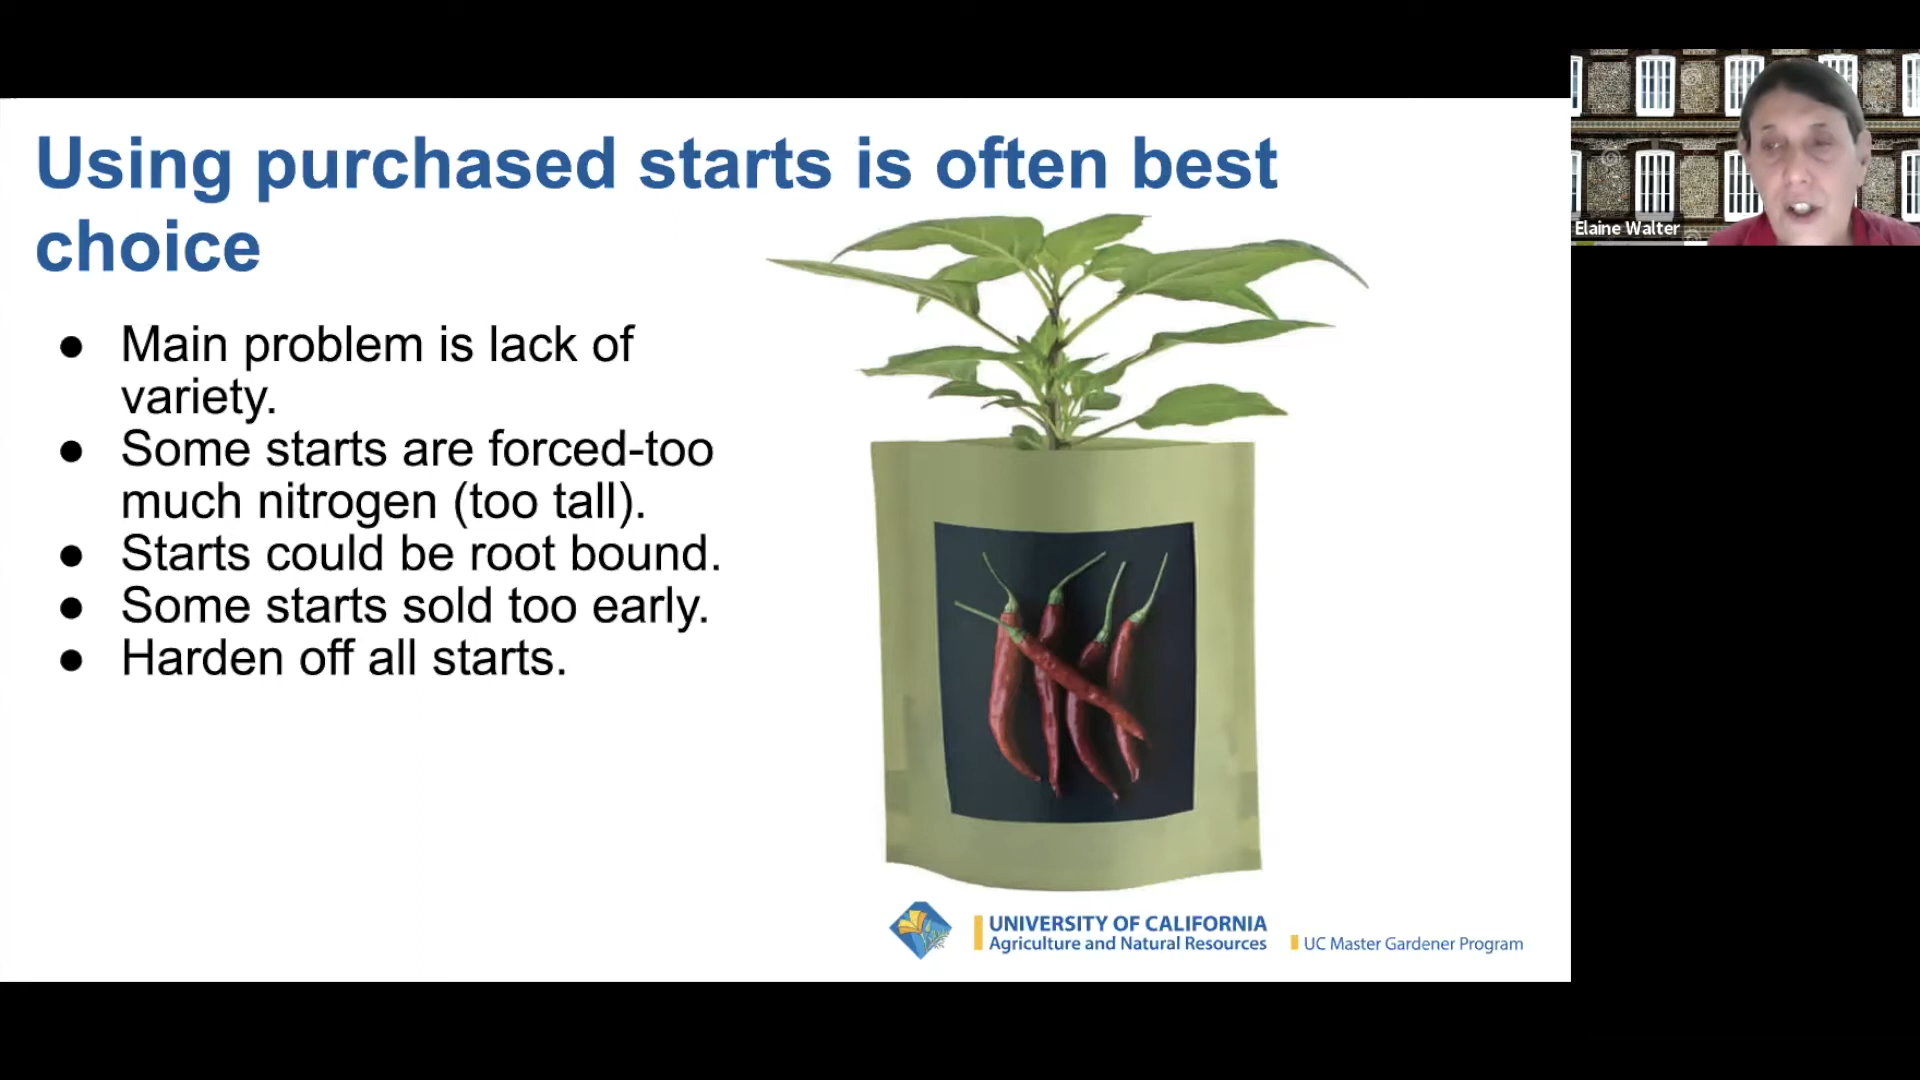 Using purchased starts is often best
choice
● Main problem is lack of
variety.
● Some starts are forced-too
much nitrogen (too tall).
● Starts could be root bound.
● Some starts sold too early.
● Harden off all starts.
UNIVERSITY OF CALIFORNIA
Agriculture and Natural Resources
UC Master Gardener Program
Elaine Walter